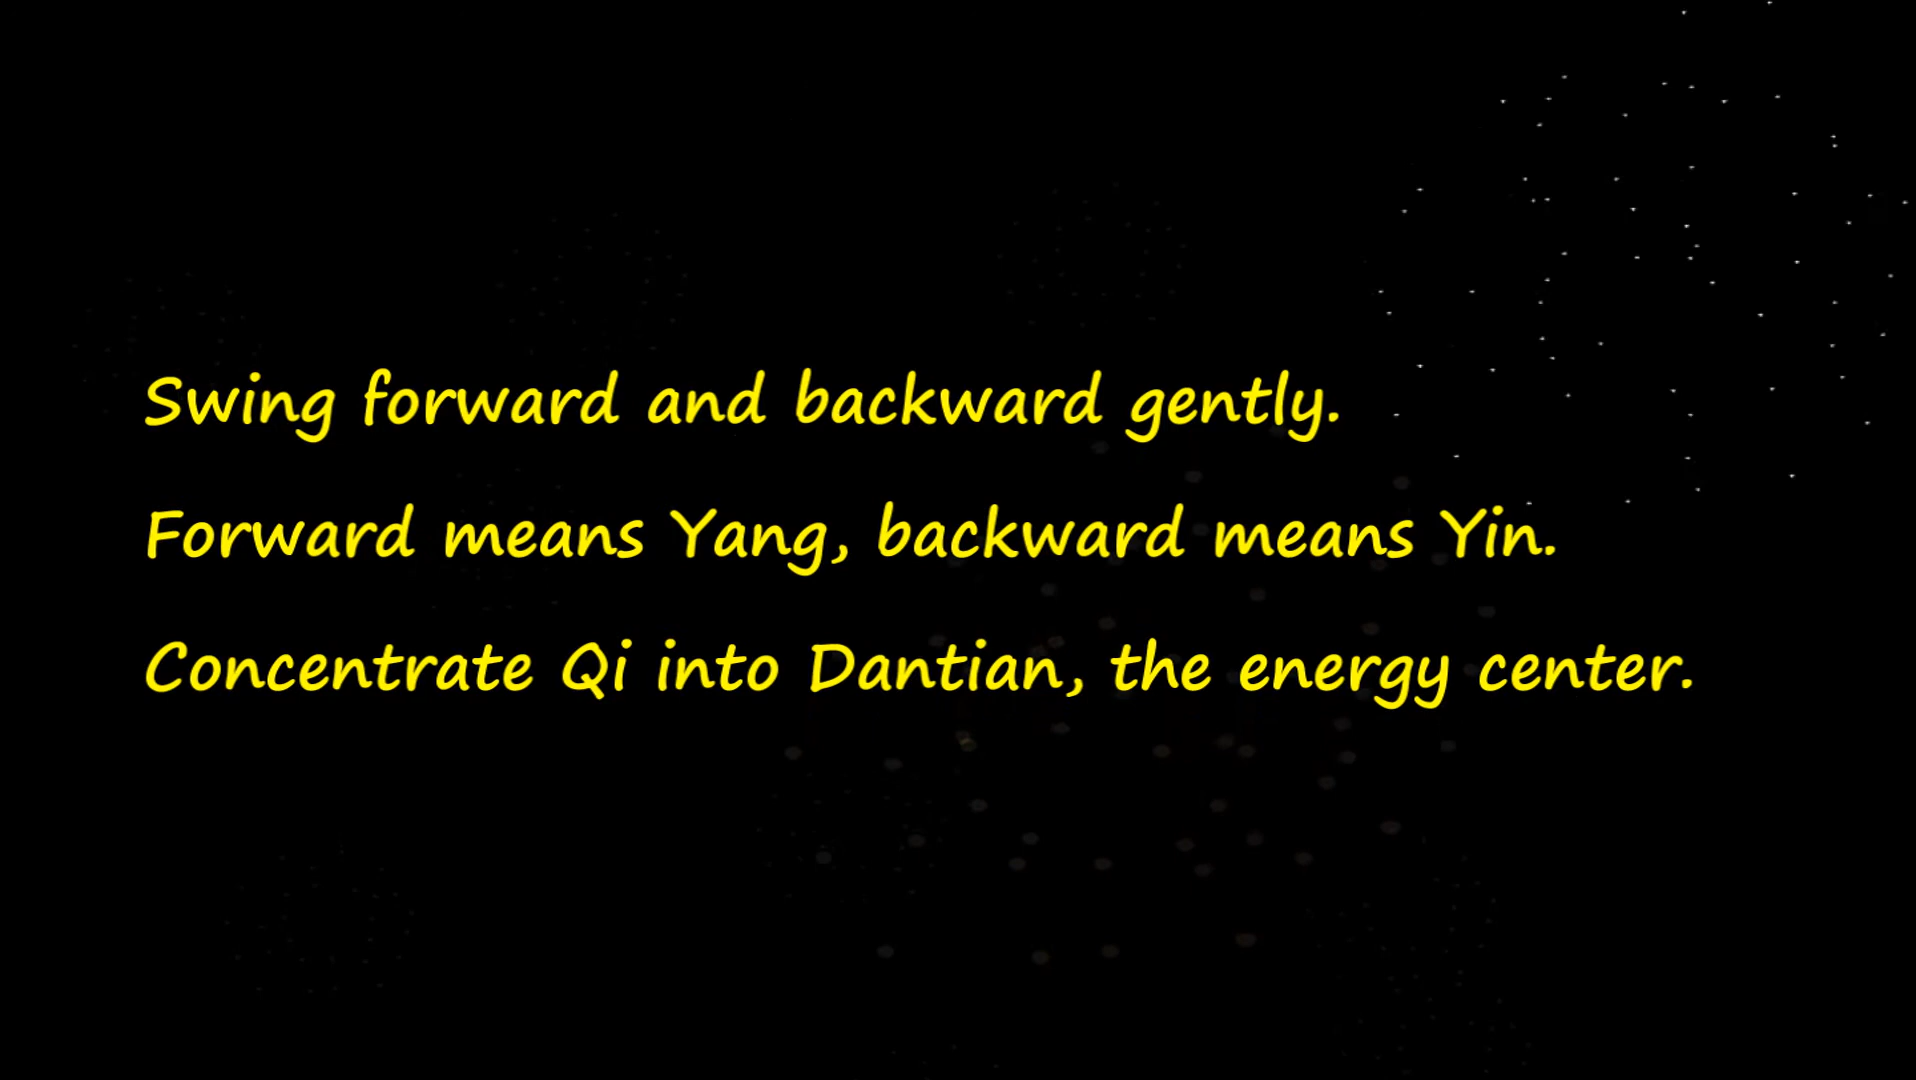 Swing forward and backward gently.
Forward means Yang, backward means Yin.
Concentrate Qi into Dantian, the energy center.